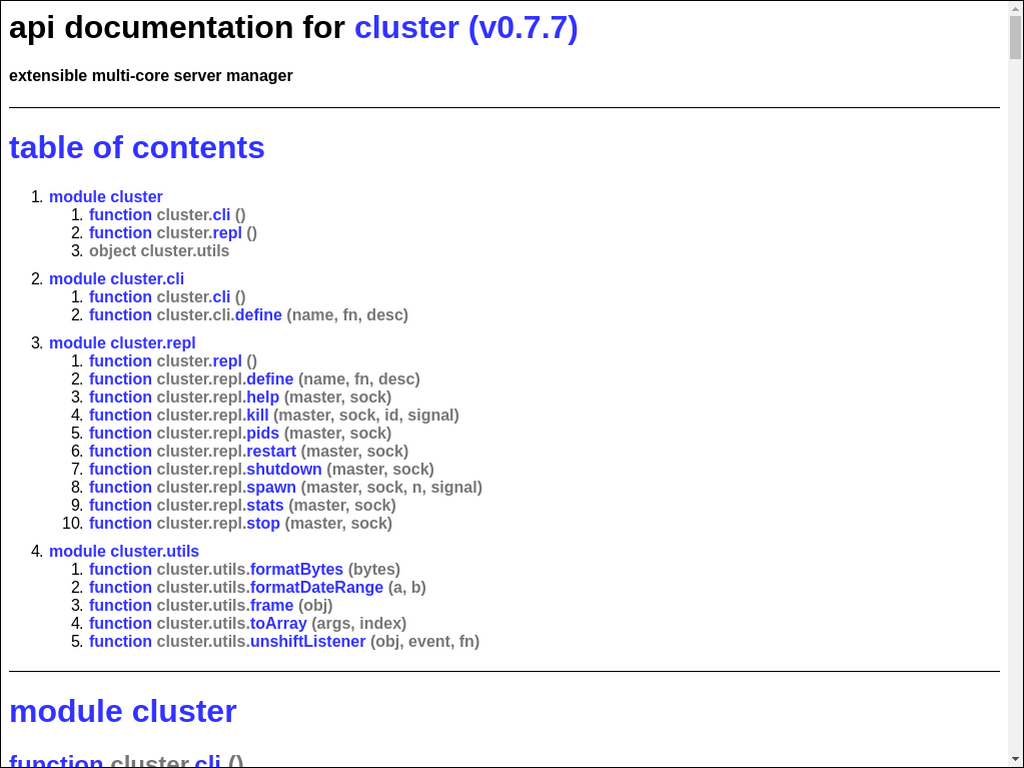 api documentation for cluster (v0.7.7)
extensible multi-core server manager
table of contents
1. module cluster
1. function cluster.cli ()
2. function cluster.repl ()
3. object cluster.utils
2. module cluster.cli
1. function cluster.cli ()
2. function cluster.cli.define (name, fn, desc)
3. module cluster.repl
1. function cluster.repl ()
2. function cluster.repl.define (name, fn, desc)
3. function cluster.repl.help (master, sock)
4. function cluster.repl.kill (master, sock, id, signal)
5. function cluster.repl.pids (master, sock)
6. function cluster.repl.restart (master, sock)
7. function cluster.repl.shutdown (master, sock)
8. function cluster.repl.spawn (master, sock, n, signal)
9. function cluster.repl.stats (master, sock)
10. function cluster.repl.stop (master, sock)
4. module cluster.utils
1. function cluster.utils.formatBytes (bytes)
2. function cluster.utils.formatDateRange (a, b)
3. function cluster.utils.frame (obj)
4. function cluster.utils.toArray (args, index)
5. function cluster.utils.unshiftListener (obj, event, fn)
module cluster
function cluster.cli ()